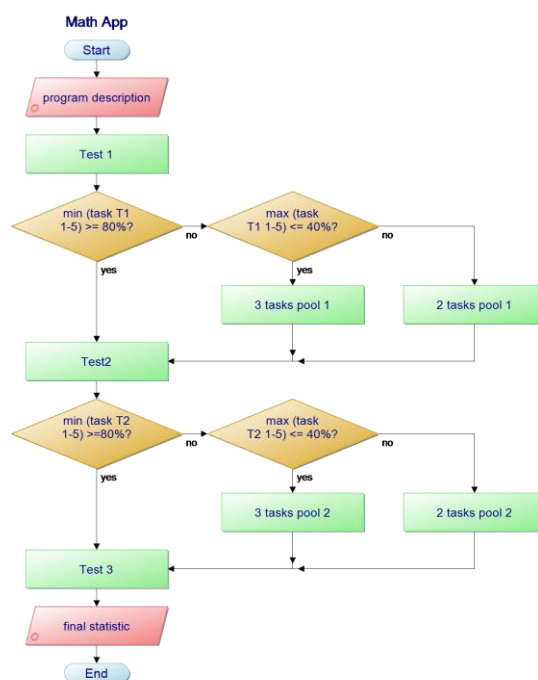 Math App
Start
program description
Test 1
min (task T1
1-5) >= 80%?
no
max (task
T1 1-5) <= 40%?
no
yes
yes
3 tasks pool 1
2 tasks pool 1
Test2
min (task T2
1-5) >=80%?
no
max (task
T2 1-5) <= 40%?
no
yes
yes
3 tasks pool 2
2 tasks pool 2
Test 3
final statistic
End